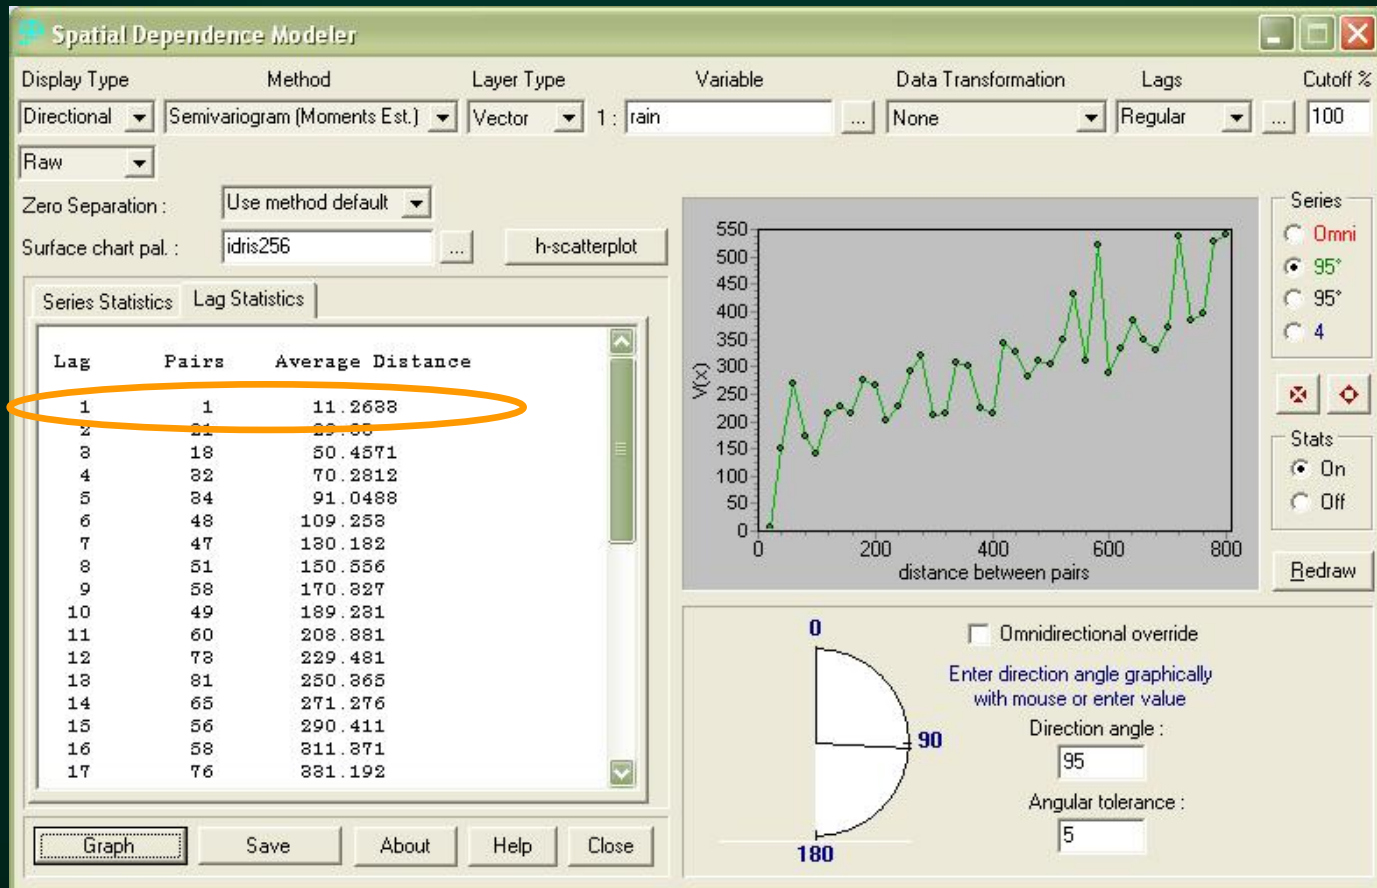 Spatial Dependence Modeler
Display Type Method Layer Type Variable Data Transformation Lags Cutoff %
Directional Semivariogram (Moments Est.) Vector 1 : rain ... None Regular ... 100
Raw
Zero Separation : Use method default
Surface chart pal. : idris256 ... h-scatterplot
Series Statistics Lag Statistics
Lag Pairs Average Distance
1 1 11.2688
2 21
3 18 50.4571
4 32 70.2812
5 34 91.0488
6 48 109.253
7 47 130.182
8 51 150.556
9 58 170.327
10 49 189.231
11 60 208.881
12 73 229.481
13 81 250.365
14 65 271.276
15 56 290.411
16 58 311.371
17 76 331.192
Graph Save About Help Close
550
500
450
400
350
300
250
200
150
100
50
0
V(x)
0 200 400 600 800
distance between pairs
Series
Omni
95°
95°
4
Stats
On
Off
Redraw
0
90
180
Omnidirectional override
Enter direction angle graphically
with mouse or enter value
Direction angle :
95
Angular tolerance :
5